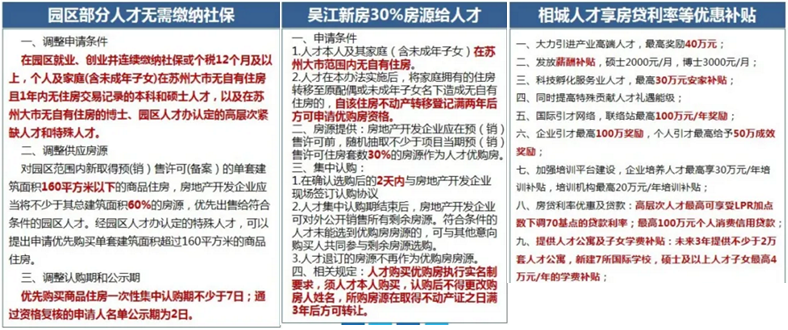 园区部分人才无需缴纳社保
一、调整申请条件
在园区就业、创业并连续缴纳社保或个税12个月及以
上，个人及家庭(含未成年子女)在苏州大市无自有住房
且1年内无住房交易记录的本科和硕士人才，以及在苏
州大市无自有住房的博士、园区人才办认定的高层次紧
缺人才和特殊人才。
二、调整供应房源
对园区范围内新取得预(销）售许可(备案）的单套建
筑面积160平方米以下的商品住房，房地产开发企业应
当将不少于其总建筑面积60%的房源，优先出售给符合
条件的园区人才。经园区人才办认定的特殊人才，可以
提出申请优先购买单套建筑面积超过160平方米的商品
住房。
三、调整认购期和公示期
优先购买商品住房一次性集中认购期不少于7日；通
过资格复核的申请人名单公示期为2日。
吴江新房30%房源给人才
一、申请条件
1.人才本人及其家庭（含未成年子女）在苏
州大市范围内无自有住房。
2.人才在本办法实施后，将家庭拥有的住房
转移至原配偶或未成年子女名下造成无自有
住房的，自该住房不动产转移登记满两年后
方可申请优购房资格。
二、房源提供：房地产开发企业应在预（销）
售许可前，随机抽取不少于项目当期预（销）
售许可住房套数30%的房源作为人才优购房。
三、集中认购：
1.在确认选购后的2天内与房地产开发企业
现场签订认购协议
2.人才集中认购期结束后，房地产开发企业
可对外公开销售所有剩余房源。符合条件的
人才未能选到优购房房源的，可与其他意向
购买人共同参与剩余房源选购。
3.人才退订的房源不再作为优购房房源。
四、相关规定：人才购买优购房执行实名制
要求，须人才本人购买，认购后不得更改购
房人姓名，所购房源在取得不动产证之日满
3年后方可转让。
相城人才享房贷利率等优惠补贴
一、大力引进产业高端人才，最高奖励40万元；
二、发放薪酬补贴，硕士2000元/月，博士3000元/月；
三、科技孵化服务业人才，最高30万元安家补贴；
四、同时提高特殊贡献人才礼遇能级；
五、国际引才网络，联络站最高100万元/年奖励；
六、企业引才最高100万奖励，个人引才最高给予50万成效
奖励；
七、加强培训平台建设，企业培养人才最高享30万元/年培
训补贴，培训机构最高20万元/年培训补贴；
八、房贷利率优惠及贷款：高层次人才最高可享受LPR加点
数下调70基点的贷款利率；最高100万元个人消费信用贷款；
九、提供人才公寓及子女学费补贴：未来3年提供不少于2万
套人才公寓，新建7所国际学校，硕士及以上人才子女最高4
万元/年的学费补贴；